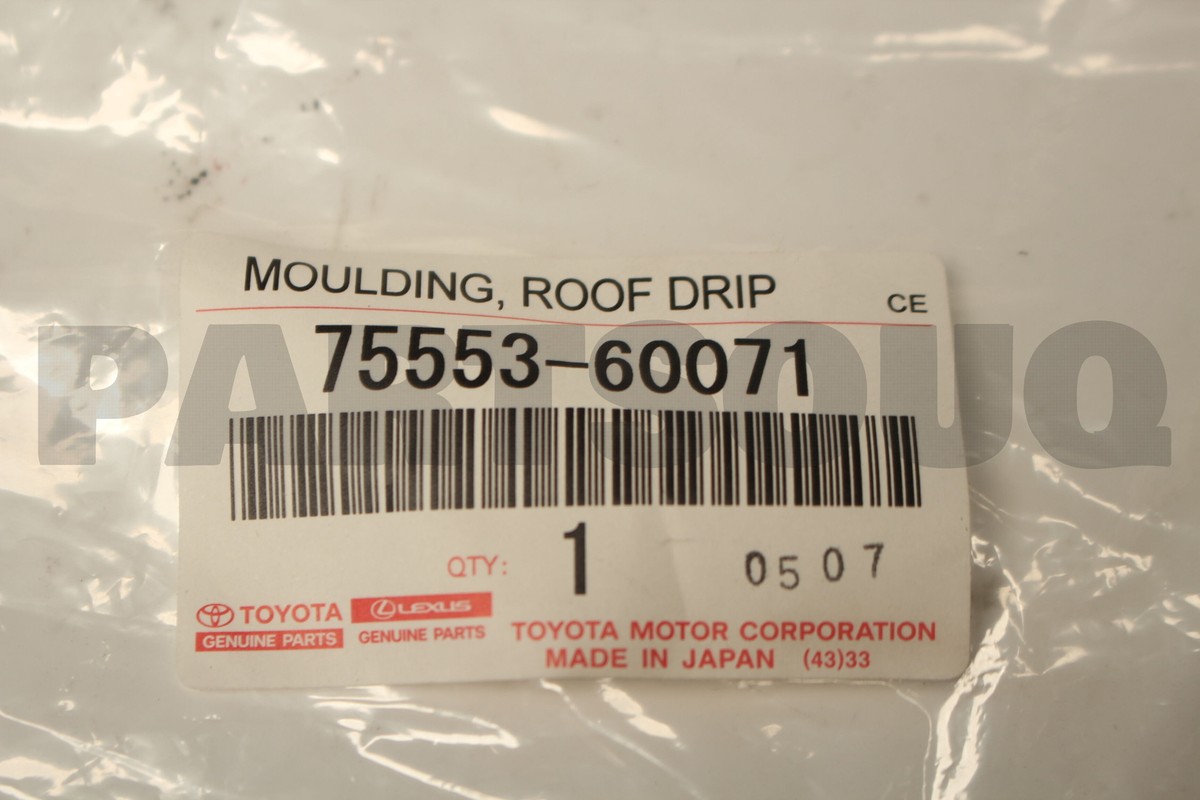 MOULDING, ROOF DRIP
CE
75553-60071
PARTSOUQ
QTY: 1
0507
TOYOTA
GENUINE PARTS
LEXUS
GENUINE PARTS
TOYOTA MOTOR CORPORATION
MADE IN JAPAN (43)33